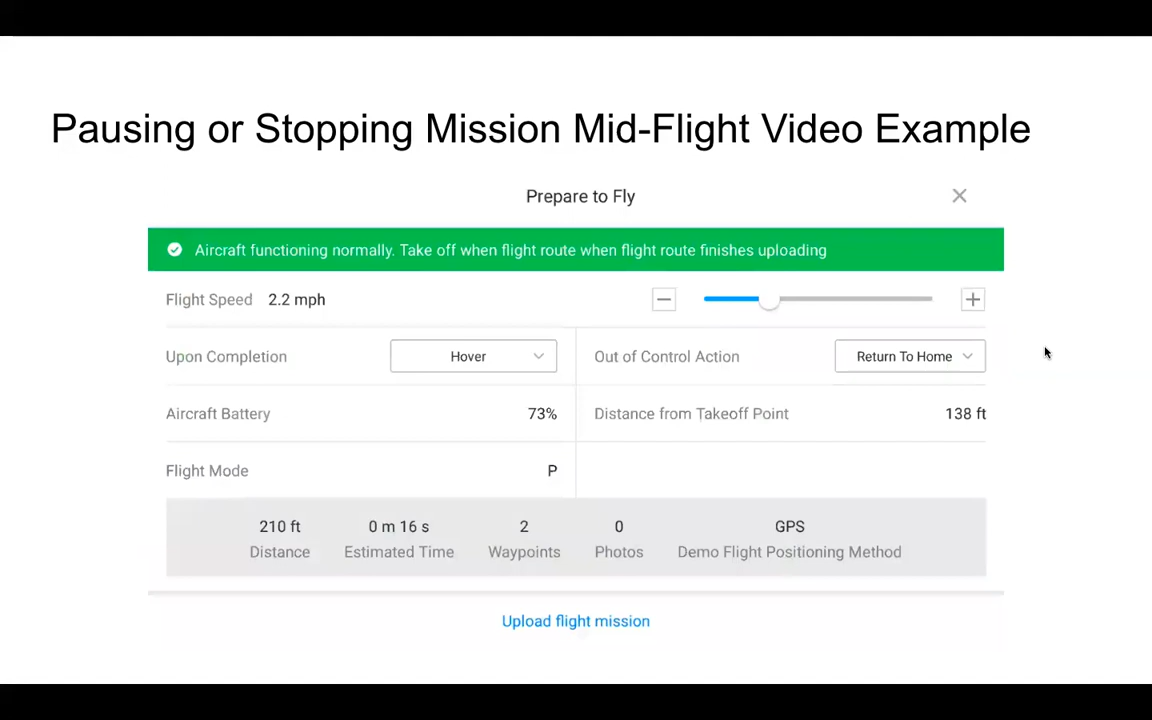 Pausing or Stopping Mission Mid-Flight Video Example
Prepare to Fly
Aircraft functioning normally. Take off when flight route when flight route finishes uploading
Flight Speed 2.2 mph
Upon Completion Hover Out of Control Action Return To Home
Aircraft Battery 73% Distance from Takeoff Point 138 ft
Flight Mode P
210 ft 0 m 16 s 2 0 GPS
Distance Estimated Time Waypoints Photos Demo Flight Positioning Method
Upload flight mission